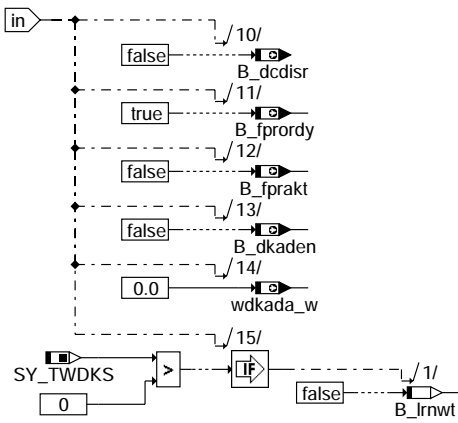 in
10/
false
B_dcdisr
11/
true
B_fprordy
12/
false
B_fprakt
13/
false
B_dkaden
14/
0.0
wdkada_w
15/
SY_TWDKS
>
IF
0
1/
false
B_lrnwt